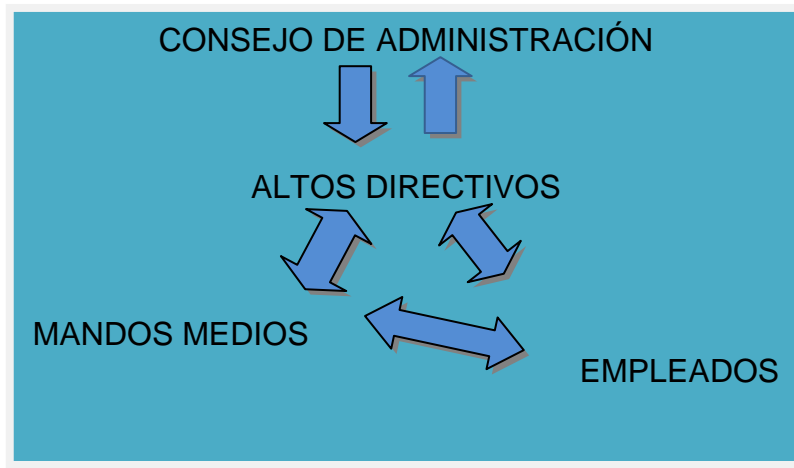 CONSEJO DE ADMINISTRACIÓN
ALTOS DIRECTIVOS
MANDOS MEDIOS
EMPLEADOS